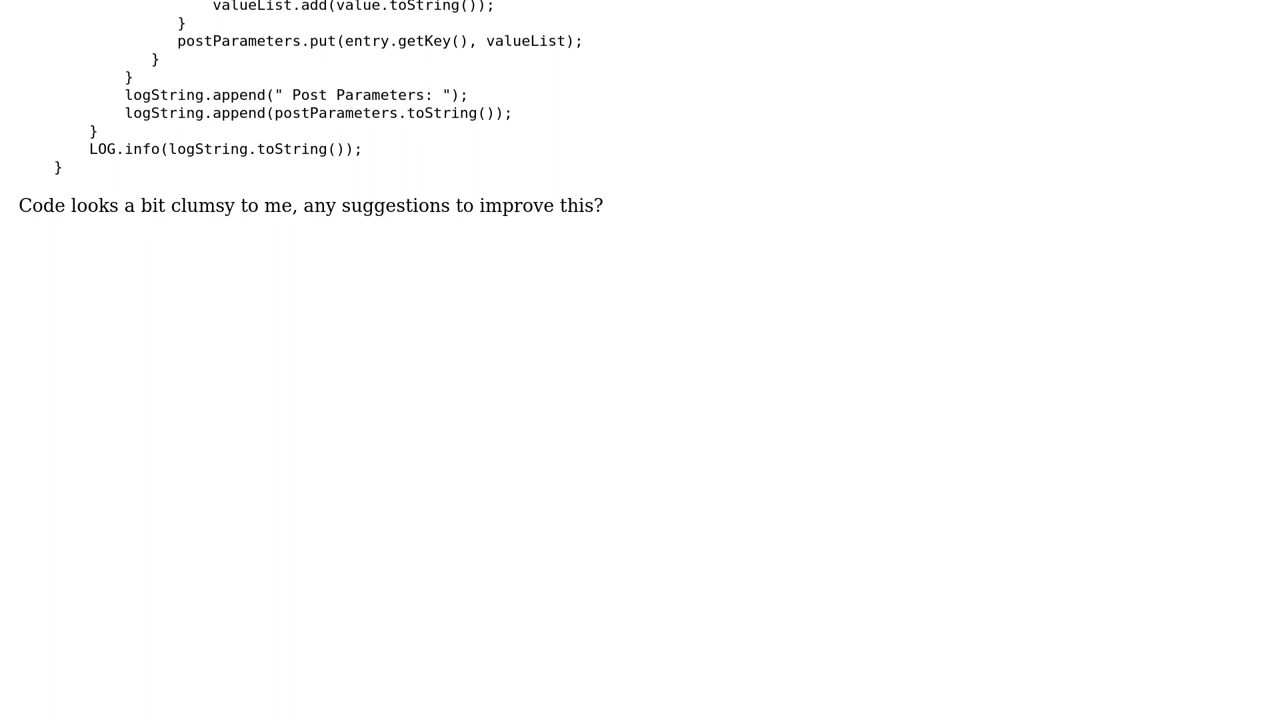 valueList.add(value.toString());
}
postParameters.put(entry.getKey(), valueList);
}
}
logString.append(" Post Parameters: ");
logString.append(postParameters.toString());
}
LOG.info(logString.toString());
}
Code looks a bit clumsy to me, any suggestions to improve this?